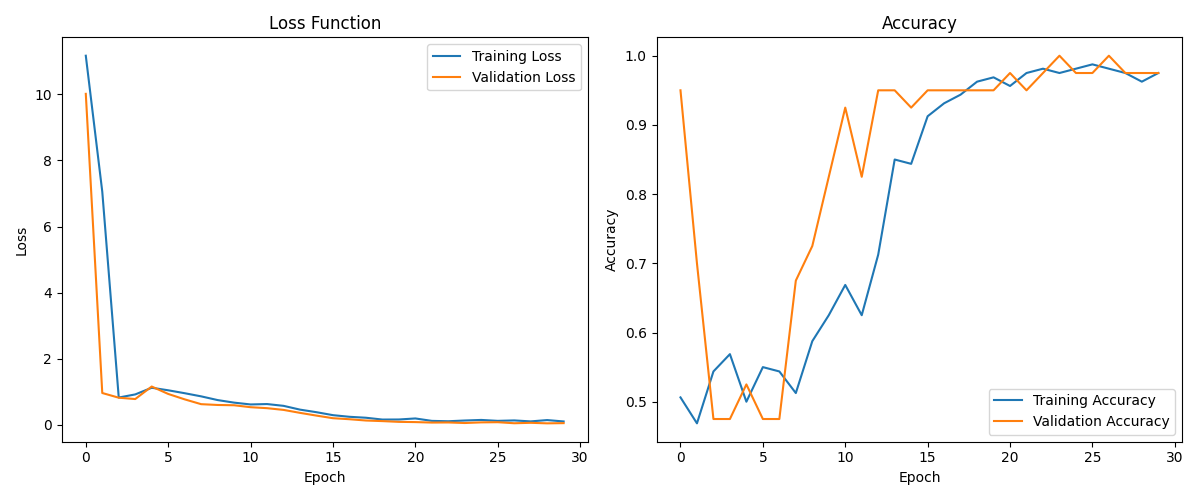 Loss Function
Training Loss
Validation Loss
10
8
6
4
2
0
Loss
0 5 10 15 20 25 30
Epoch
Accuracy
1.0
0.9
0.8
0.7
0.6
0.5
Accuracy
Training Accuracy
Validation Accuracy
0 5 10 15 20 25 30
Epoch